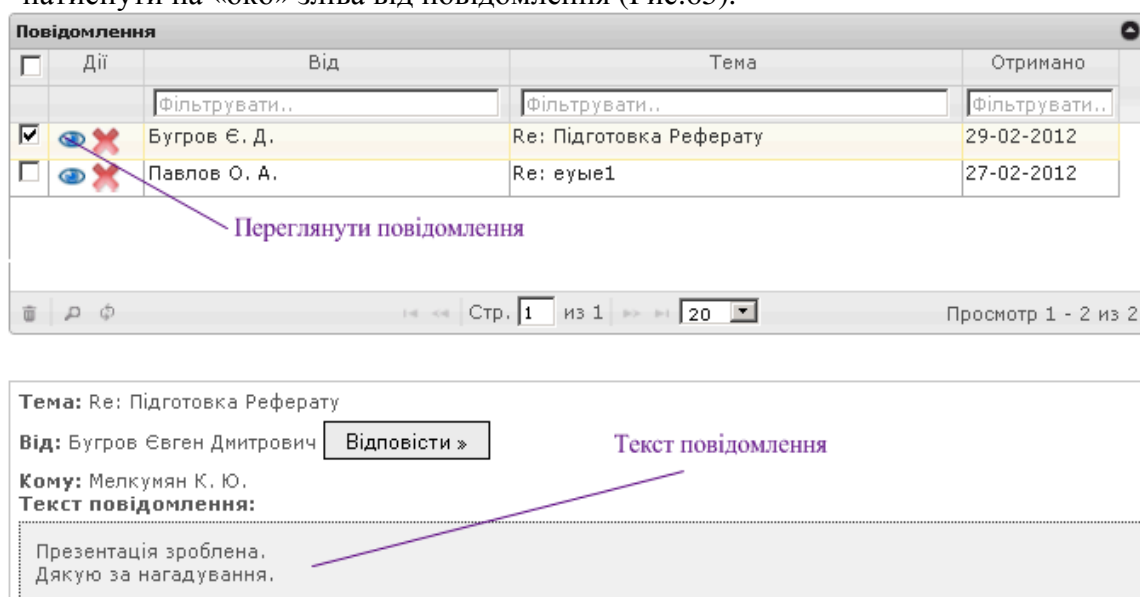 натиснути на «око» зліва від повідомлення (Рис.65).
Повідомлення
Дії Від Тема Отримано
Фільтрувати.. Фільтрувати.. Фільтрувати..
Бугров Є. Д. Re: Підготовка Реферату 29-02-2012
Павлов О. А. Re: еуые1 27-02-2012
Переглянути повідомлення
Стр. 1 из 1 20 Просмотр 1 - 2 из 2
Тема: Re: Підготовка Реферату
Від: Бугров Євген Дмитрович Відповісти » Текст повідомлення
Кому: Мелкумян К. Ю.
Текст повідомлення:
Презентація зроблена.
Дякую за нагадування.